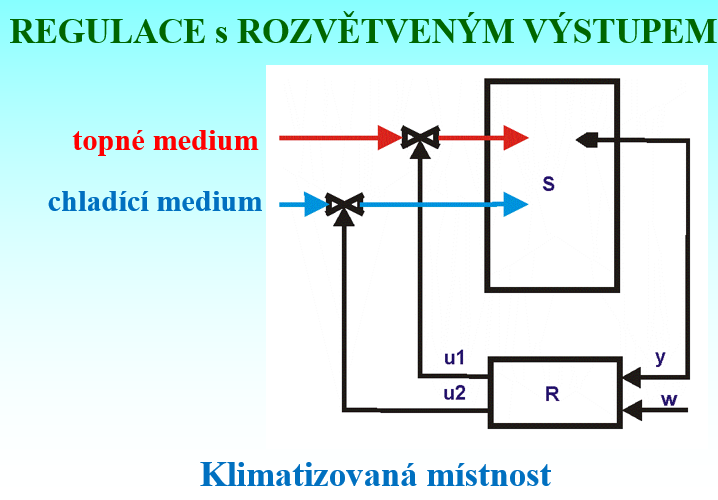 REGULACE s ROZVĚTVENÝM VÝSTUPEM
topné medium
chladící medium
S
u1
u2
R
y
w
Klimatizovaná místnost